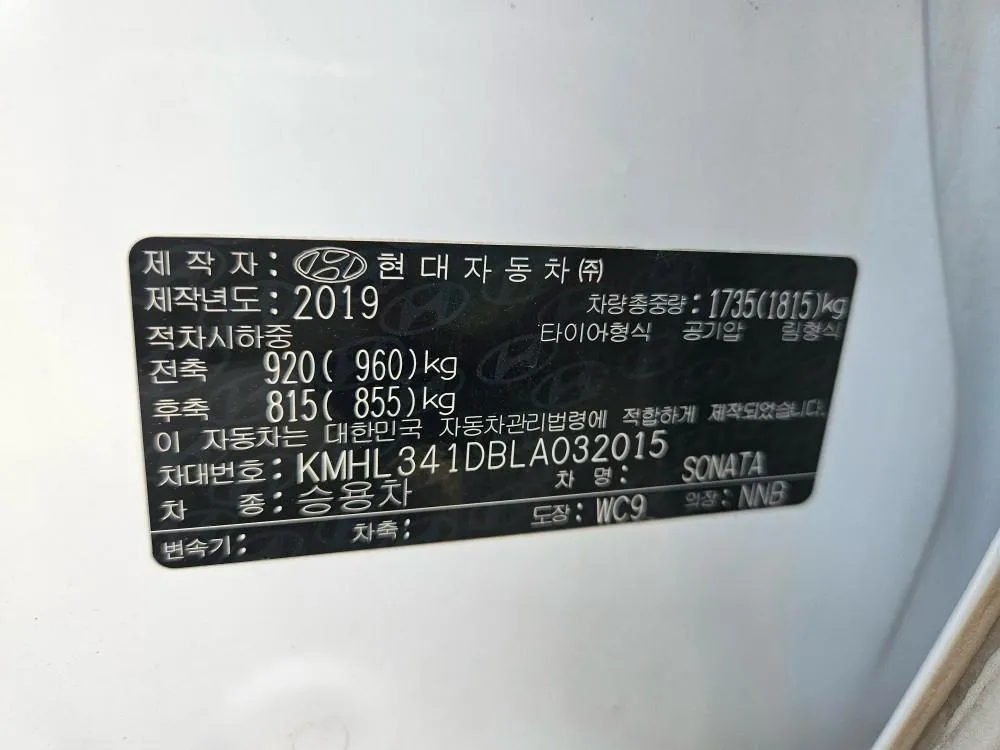 제 작 자 : 현 대 자 동 차 ㈜
제작년도 : 2019 차량총중량 : 1735(1815)kg
적차시하중 타이어형식 공기압 림형식
전축 920( 960)kg
후축 815( 855)kg
이 자동차는 대한민국 자동차관리법령에 적합하게 제작되었습니다.
차대번호 : KMHL341DBLA032015
차 종 : 승용차 차 명 : SONATA
변속기 : 차축 : 도장 : WC9 의장 : NNB